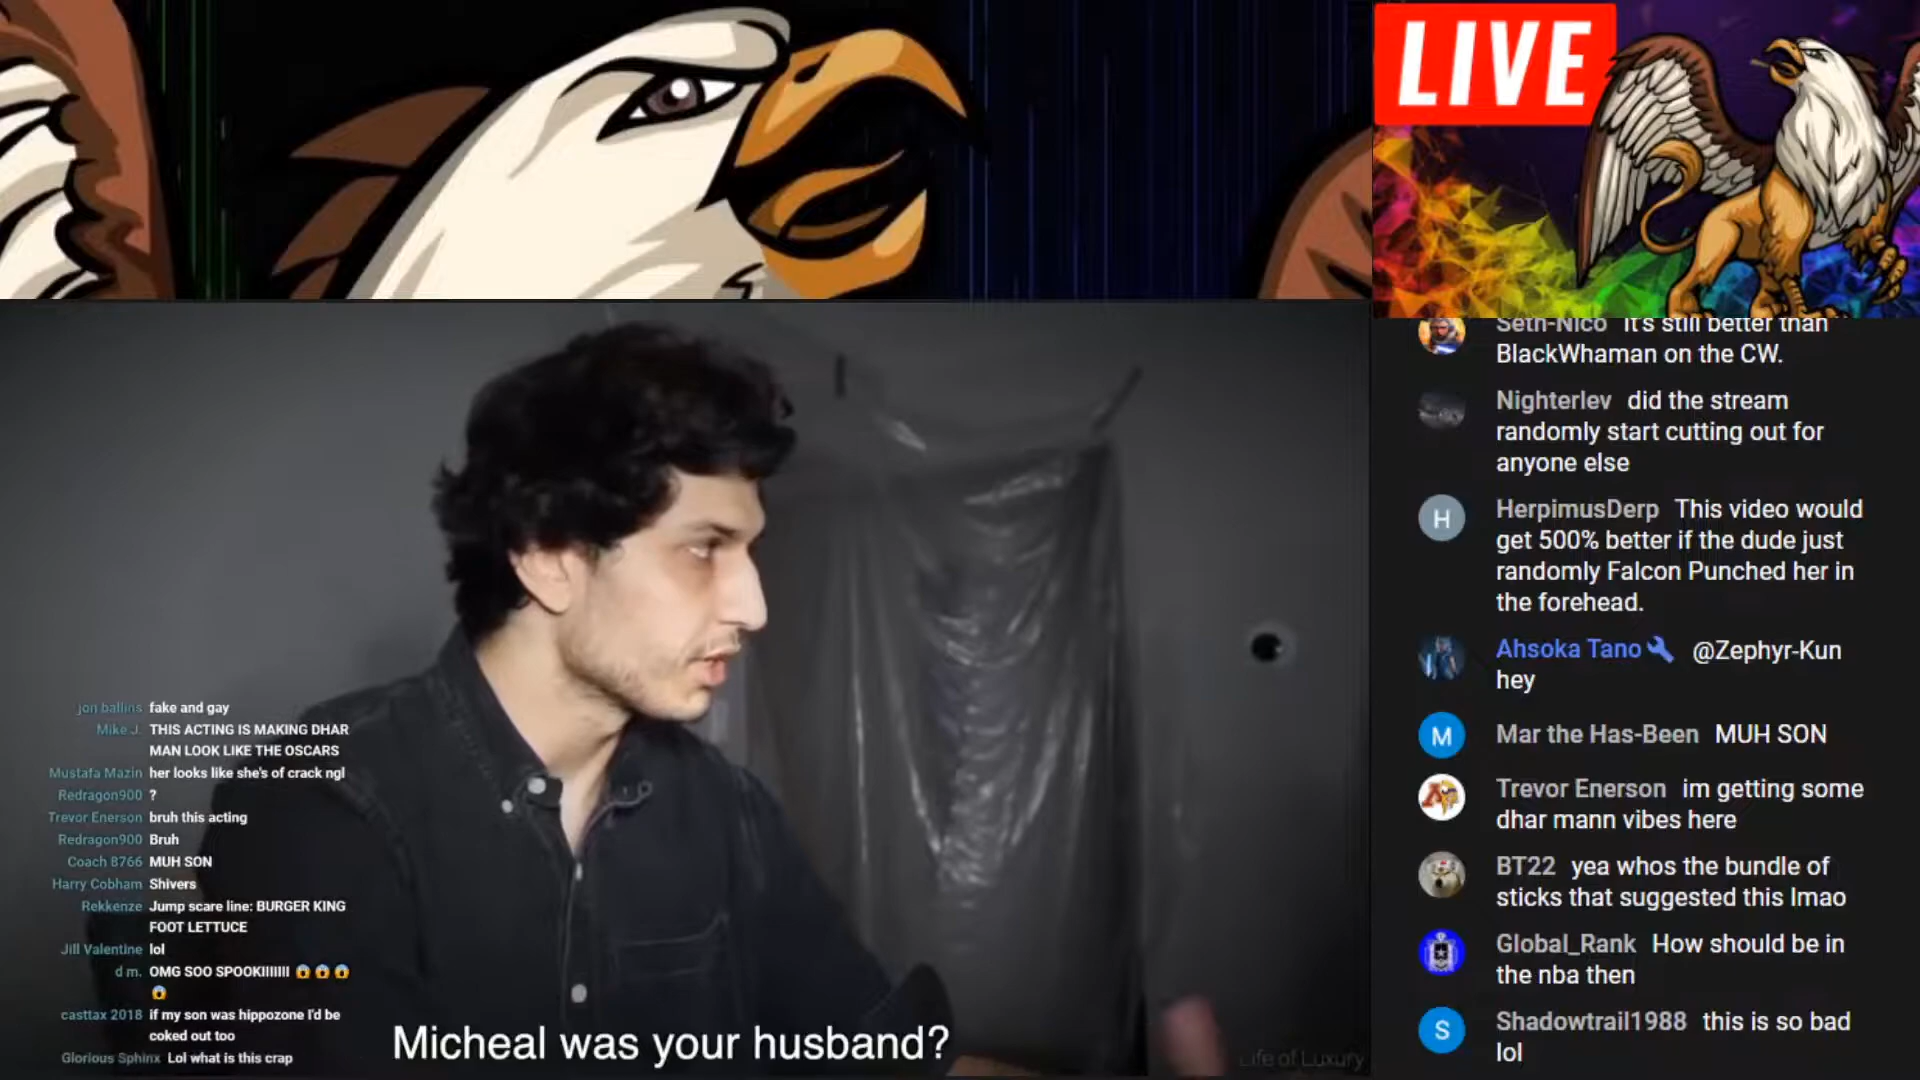 LIVE
Seth-Nico It's still better than
BlackWhaman on the CW.
Nighterlev did the stream
randomly start cutting out for
anyone else
H
HerpimusDerp This video would
get 500% better if the dude just
randomly Falcon Punched her in
the forehead.
Ahsoka Tano @Zephyr-Kun
hey
M
Mar the Has-Been MUH SON
Trevor Enerson im getting some
dhar mann vibes here
BT22 yea whos the bundle of
sticks that suggested this lmao
Global_Rank How should be in
the nba then
S
Shadowtrail1988 this is so bad
lol
jon ballins fake and gay
Mike J. THIS ACTING IS MAKING DHAR
MAN LOOK LIKE THE OSCARS
Mustafa Mazin her looks like she's of crack ngl
Redragon900 ?
Trevor Enerson bruh this acting
Redragon900 Bruh
Coach 8766 MUH SON
Harry Cobham Shivers
Rekkenze Jump scare line: BURGER KING
FOOT LETTUCE
Jill Valentine lol
d m. OMG SOO SPOOKIIIIIII 😱 😱 😱
😱
casttax 2018 if my son was hippozone I'd be
coked out too
Glorious Sphinx Lol what is this crap
Micheal was your husband?
Life of Luxury